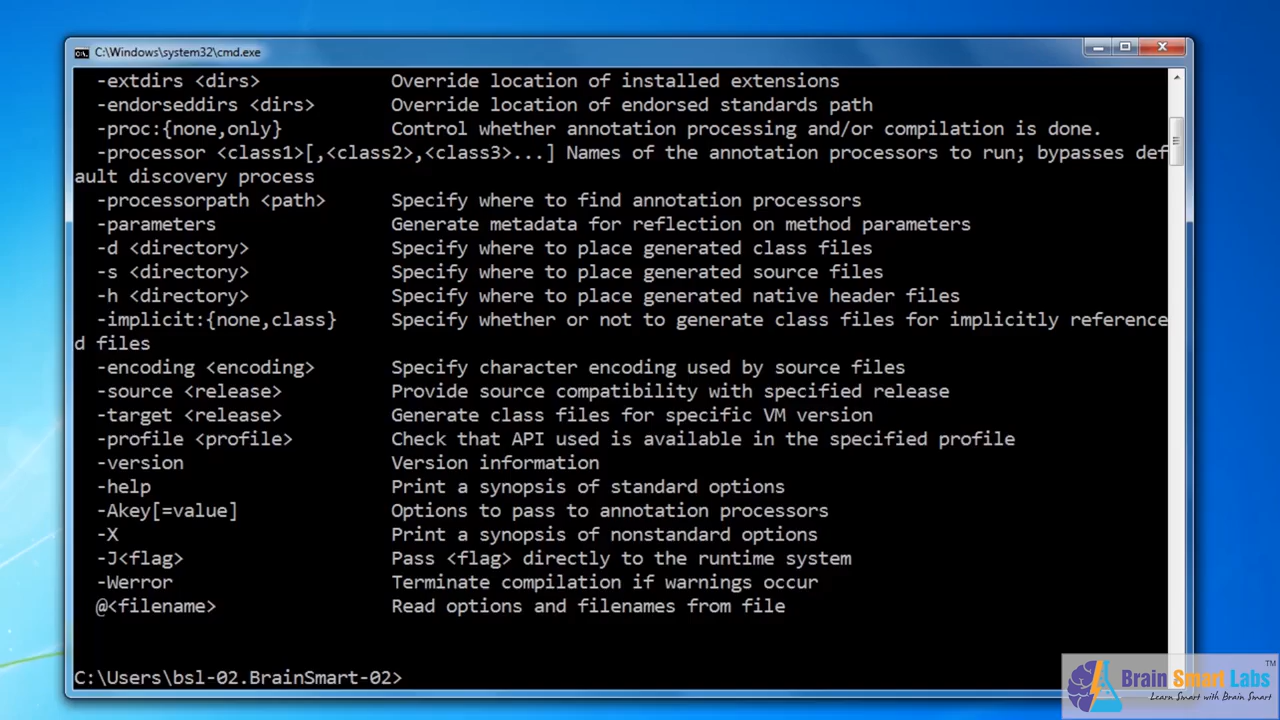 C:\Windows\system32\cmd.exe
-extdirs <dirs> Override location of installed extensions
-endorseddirs <dirs> Override location of endorsed standards path
-proc:{none,only} Control whether annotation processing and/or compilation is done.
-processor <class1>[,<class2>,<class3>...] Names of the annotation processors to run; bypasses def
ault discovery process
-processorpath <path> Specify where to find annotation processors
-parameters Generate metadata for reflection on method parameters
-d <directory> Specify where to place generated class files
-s <directory> Specify where to place generated source files
-h <directory> Specify where to place generated native header files
-implicit:{none,class} Specify whether or not to generate class files for implicitly reference
d files
-encoding <encoding> Specify character encoding used by source files
-source <release> Provide source compatibility with specified release
-target <release> Generate class files for specific VM version
-profile <profile> Check that API used is available in the specified profile
-version Version information
-help Print a synopsis of standard options
-Akey[=value] Options to pass to annotation processors
-X Print a synopsis of nonstandard options
-J<flag> Pass <flag> directly to the runtime system
-Werror Terminate compilation if warnings occur
@<filename> Read options and filenames from file
C:\Users\bsl-02.BrainSmart-02>
Brain Smart Labs TM
Learn Smart with Brain Smart